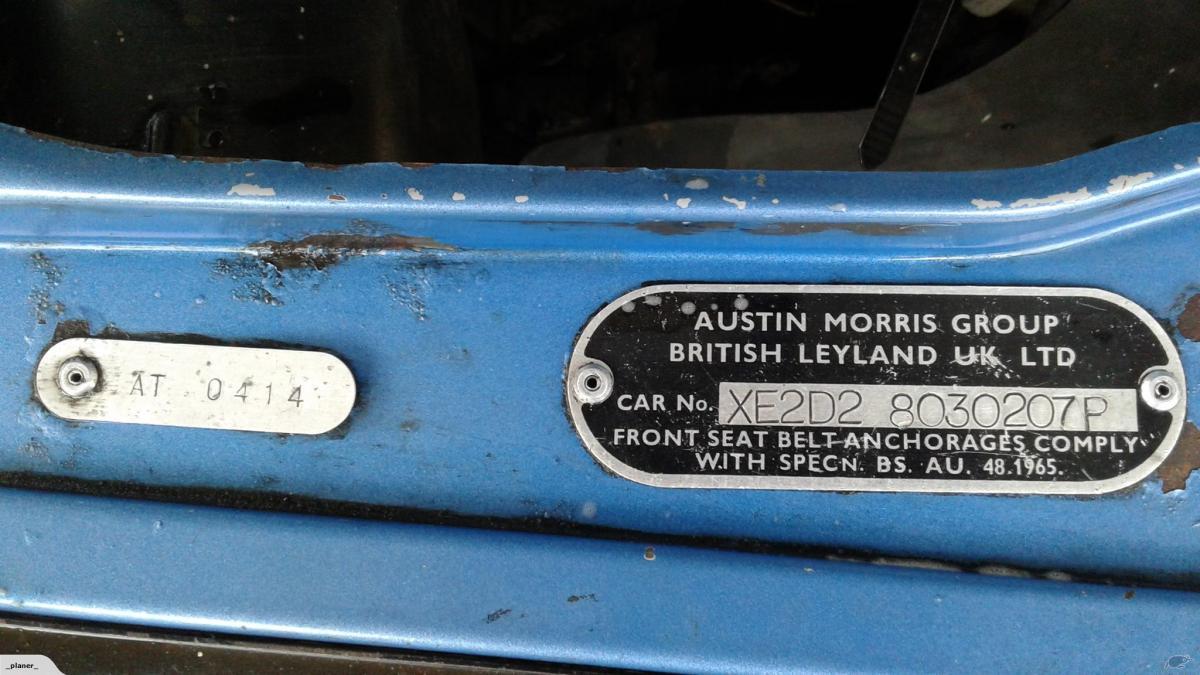 AT 0414
AUSTIN MORRIS GROUP
BRITISH LEYLAND UK LTD
CAR No. XE2D2 8030207P
FRONT SEAT BELT ANCHORAGES COMPLY
WITH SPECN. BS. AU. 48.1965.
_planer_